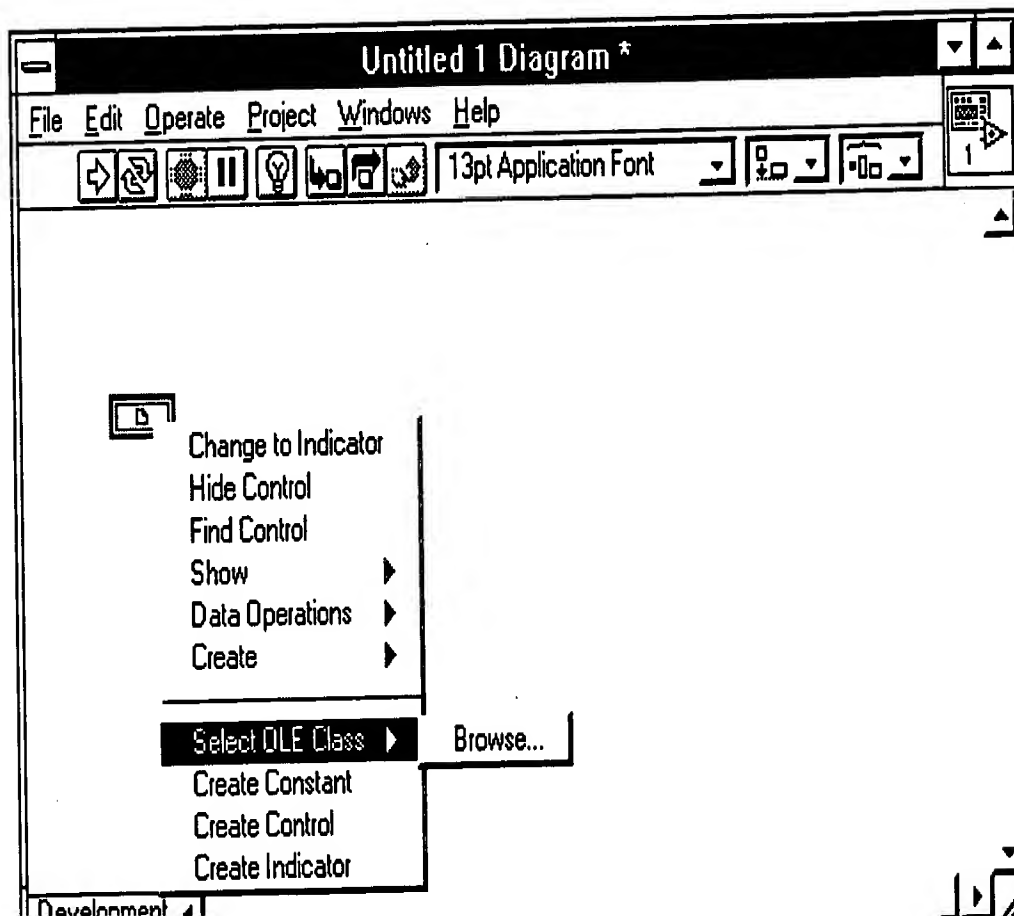 Untitled 1 Diagram *
File Edit Operate Project Windows Help
13pt Application Font
1
Change to Indicator
Hide Control
Find Control
Show
Data Operations
Create
Select OLE Class
Browse...
Create Constant
Create Control
Create Indicator
Development